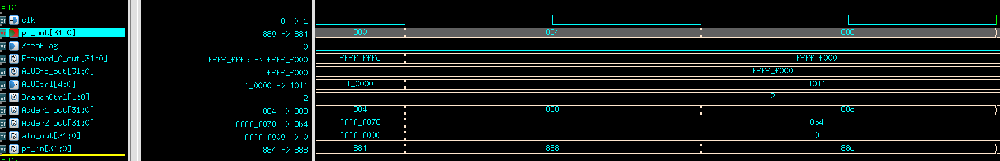 = G1
clk 0 -> 1
pc_out[31:0] 880 -> 884 880 884 888
ZeroFlag 0
Forward_A_out[31:0] ffff_fffc -> ffff_f000 ffff_fffc ffff_f000
ALUSrc_out[31:0] ffff_f000 ffff_f000
ALUCtrl[4:0] 1_0000 -> 1011 1_0000 1011
BranchCtrl[1:0] 2 2
Adder1_out[31:0] 884 -> 888 884 888 88c
Adder2_out[31:0] ffff_f878 -> 8b4 ffff_f878 8b4
alu_out[31:0] ffff_f000 -> 0 ffff_f000 0
pc_in[31:0] 884 -> 888 884 888 88c